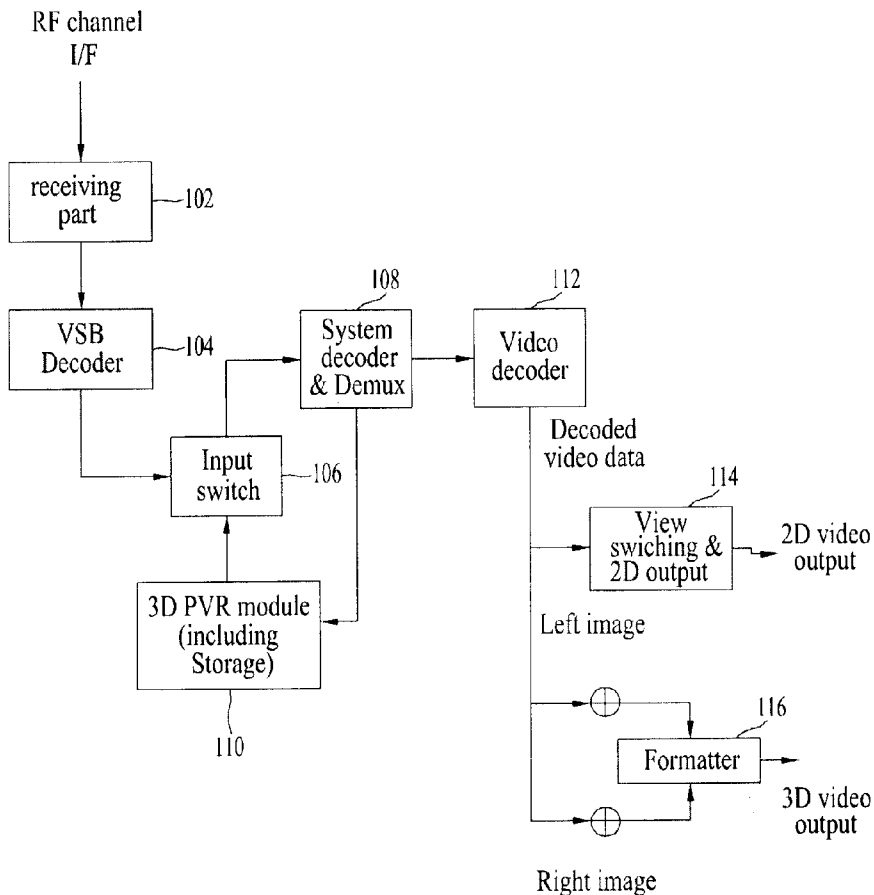 RF channel
I/F
receiving
part
102
VSB
Decoder
104
Input
switch
106
108
System
decoder
& Demux
112
Video
decoder
Decoded
video data
114
View
swiching &
2D output
2D video
output
3D PVR module
(including
Storage)
110
Left image
116
Formatter
3D video
output
Right image